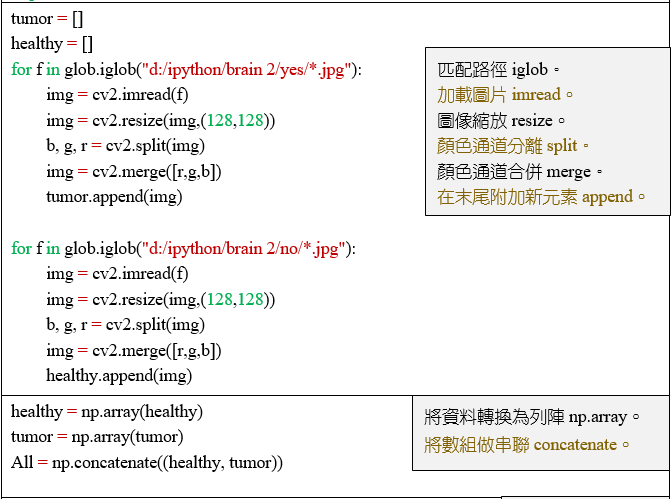 tumor = []
healthy = []
for f in glob.iglob("d:/ipython/brain 2/yes/*.jpg"):
匹配路徑 iglob。
img = cv2.imread(f)
加載圖片 imread。
img = cv2.resize(img,(128,128))
圖像縮放 resize。
b, g, r = cv2.split(img)
顏色通道分離 split。
img = cv2.merge([r,g,b])
顏色通道合併 merge。
tumor.append(img)
在末尾附加新元素 append。
for f in glob.iglob("d:/ipython/brain 2/no/*.jpg"):
img = cv2.imread(f)
img = cv2.resize(img,(128,128))
b, g, r = cv2.split(img)
img = cv2.merge([r,g,b])
healthy.append(img)
healthy = np.array(healthy)
將資料轉換為列陣 np.array。
tumor = np.array(tumor)
將數組做串聯 concatenate。
All = np.concatenate((healthy, tumor))